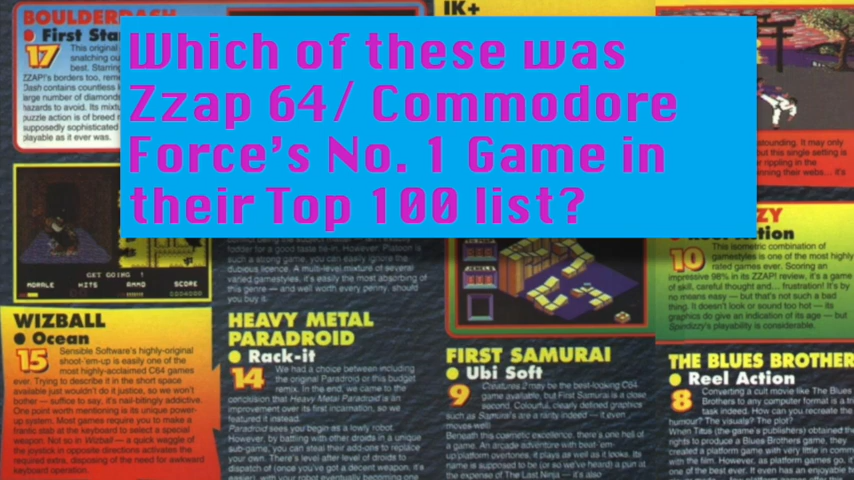 Which of these was
Zzap 64/ Commodore
Force's No. 1 Game in
their Top 100 list?
BOULDERDASH
● First Star
17
This original
snatching ou
best. Starrin
ZZAP!'s borders too, rem
Dash contains countless l
large number of diamond
hazards to avoid. Its mixtu
puzzle action is of breed r
supposedly sophisticated
playable as it ever was.
GET GOING !
MORALE HITS AMMO SCORE
WIZBALL
● Ocean
15
Sensible Software's highly-original
shoot-'em-up is easily one of the
most highly-acclaimed C64 games
ever. Trying to describe it in the short space
available just wouldn't do it justice, so we won't
bother — suffice to say, it's nail-bitingly addictive.
One point worth mentioning is its unique power-
up system. Most games require you to make a
frantic stab at the keyboard to select a special
weapon. Not so in Wizball — a quick waggle of
the joystick in opposite directions activates the
required extra, disposing of the need for awkward
keyboard operation.
fodder for a good taste tie-in. However, Platoon is
such a strong game, you can easily ignore the
dubious licence. A multi-level mixture of several
varied gamestyles, it's easily the most absorbing of
this genre — and well worth every penny, should
you buy it.
HEAVY METAL
PARADROID
● Rack-it
14
We had a choice between including
the original Paradroid or this budget
remix. In the end, we came to the
conclusion that Heavy Metal Paradroid is an
improvement over its first incarnation, so we
featured it instead.
Paradroid sees you begin as a lowly robot.
However, by battling with other droids in a unique
sub-game, you can steal their add-ons to replace
your own. There's level after level of droids to
dispatch of (once you've got a decent weapon, it's
easier), with your robot eventually becoming one
IK+
JEWELS
FIRST SAMURAI
● Ubi Soft
9
Creatures 2 may be the best-looking C64
game available, but First Samurai is a close
second. Colourful, clearly defined graphics
such as Samurai's are a rarity indeed — it even
moves well!
Beneath this cosmetic excellence, there's one hell of
a game. An arcade adventure with beat-'em-
up/platform overtones, it plays as well as it looks. Its
name is supposed to be (or so we've heard) a pun at
the expense of The Last Ninja — it's also
stounding. It may only
but this single setting is
r rippling in the
nning their webs... It's
ZY
tion
10
This isometric combination of
gamestyles is one of the most highly
rated games ever. Scoring an
impressive 98% in its ZZAP! review, it's a game
of skill, careful thought and... frustration! It's by
no means easy — but that's not such a bad
thing. It doesn't look or sound too hot — its
graphics do give an indication of its age — but
Spindizzy's playability is considerable.
THE BLUES BROTHER
● Reel Action
8
Converting a cult movie like The Blues
Brothers to any computer format is a tri
task indeed. How can you recreate the
humour? The visuals? The plot?
When Titus (the game's publishers) obtained the
rights to produce a Blues Brothers game, they
created a platform game with very little in comm
with the film. However, as platform games go, it'
one of the best ever. It even has an enjoyable tw